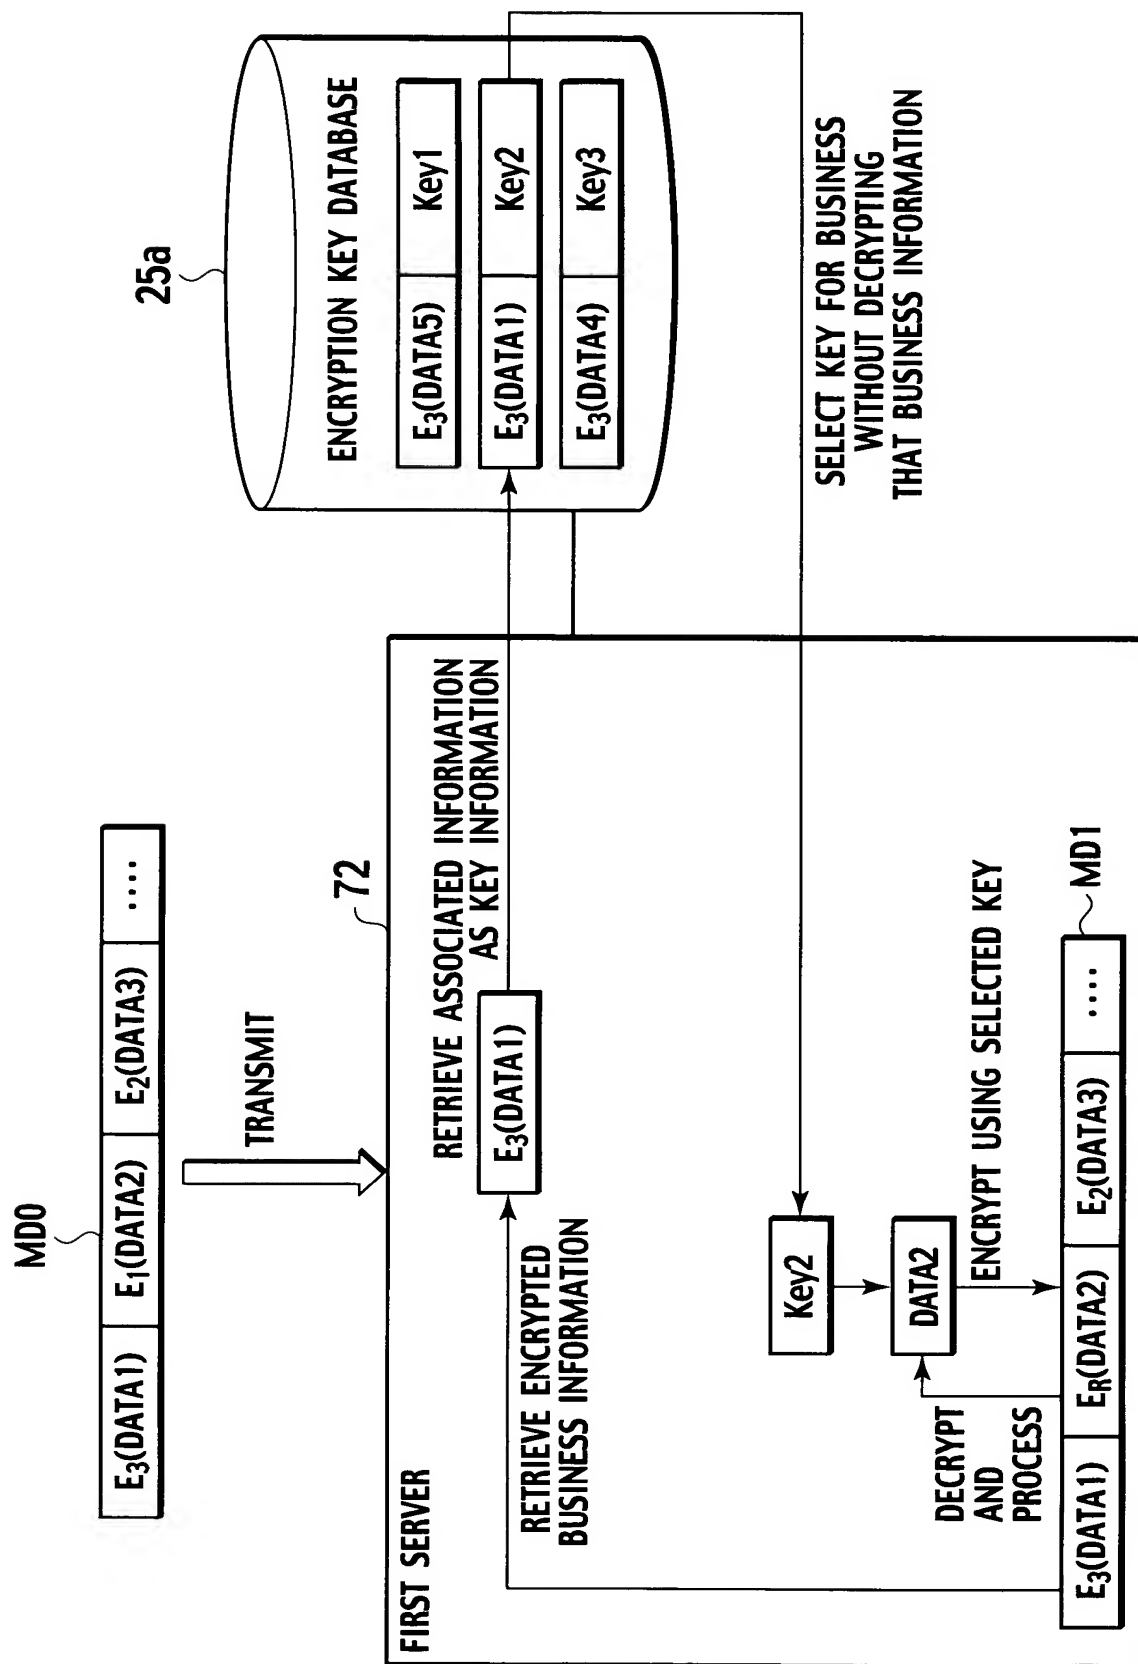 MD0
E3(DATA1) E1(DATA2) E2(DATA3) ....
TRANSMIT
25a
ENCRYPTION KEY DATABASE
E3(DATA5) Key1
E3(DATA1) Key2
E3(DATA4) Key3
72
FIRST SERVER
RETRIEVE ASSOCIATED INFORMATION
AS KEY INFORMATION
E3(DATA1)
RETRIEVE ENCRYPTED
BUSINESS INFORMATION
SELECT KEY FOR BUSINESS
WITHOUT DECRYPTING
THAT BUSINESS INFORMATION
Key2
DATA2
DECRYPT
AND
PROCESS
ENCRYPT USING SELECTED KEY
MD1
E3(DATA1) ER(DATA2) E2(DATA3) ....